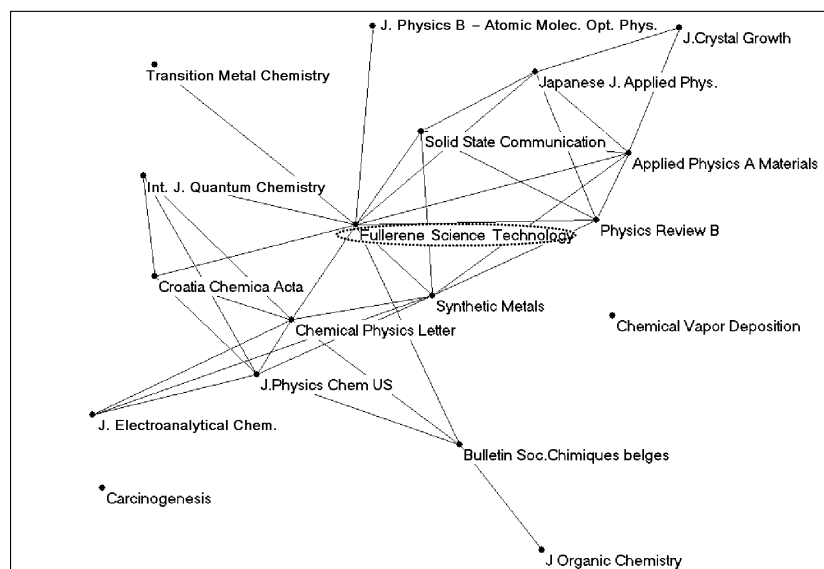 J. Physics B – Atomic Molec. Opt. Phys.
J.Crystal Growth
Transition Metal Chemistry
Japanese J. Applied Phys.
Solid State Communication
Applied Physics A Materials
Int. J. Quantum Chemistry
Physics Review B
Fullerene Science Technology
Croatia Chemica Acta
Synthetic Metals
Chemical Physics Letter
Chemical Vapor Deposition
J.Physics Chem US
J. Electroanalytical Chem.
Bulletin Soc.Chimiques belges
Carcinogenesis
J Organic Chemistry